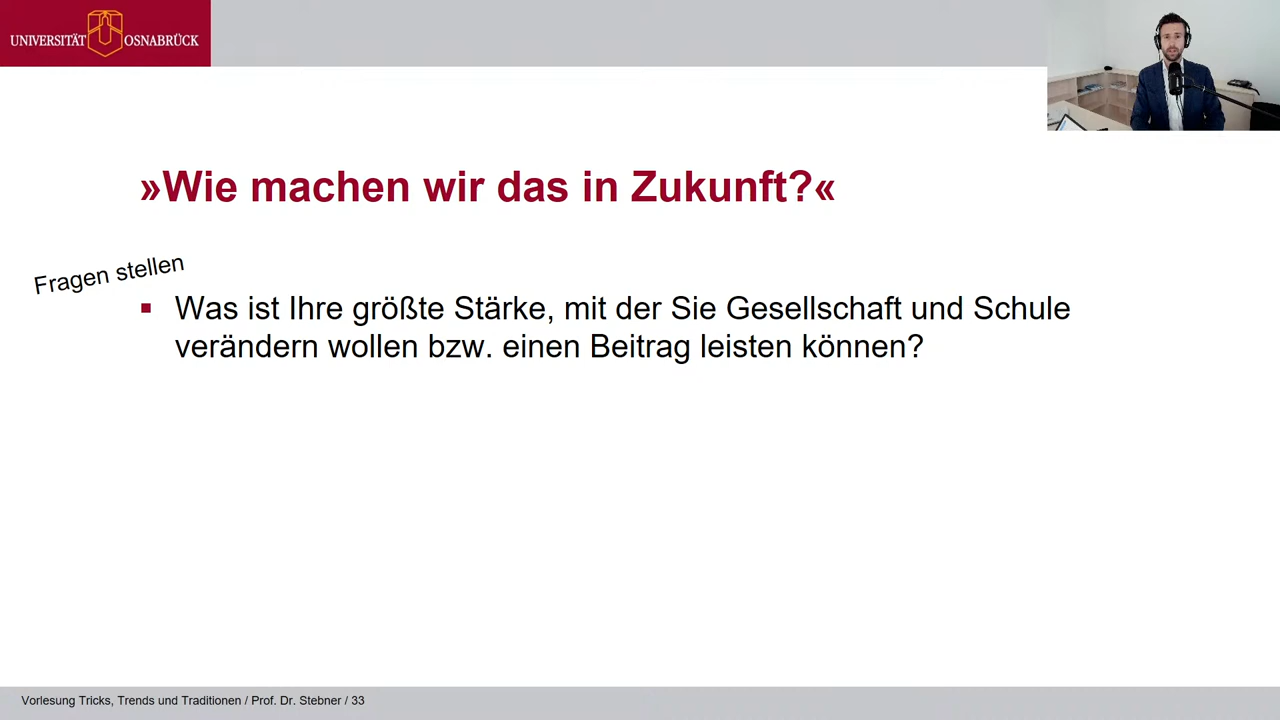 UNIVERSITÄT OSNABRÜCK
»Wie machen wir das in Zukunft?«
Fragen stellen
Was ist Ihre größte Stärke, mit der Sie Gesellschaft und Schule
verändern wollen bzw. einen Beitrag leisten können?
Vorlesung Tricks, Trends und Traditionen / Prof. Dr. Stebner / 33